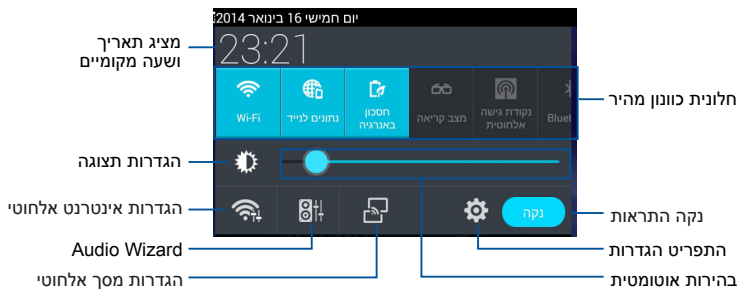 יום חמישי 16 בינואר 2014
23:21
מציג תאריך
ושעה מקומיים
Wi-Fi
נתונים לנייד
חסכון
באנרגיה
מצב קריאה
נקודת גישה
אלחוטית
Bluet
חלונית כוונון מהיר
הגדרות תצוגה
הגדרות אינטרנט אלחוטי
נקה
נקה התראות
Audio Wizard
התפריט הגדרות
הגדרות מסך אלחוטי
בהירות אוטומטית